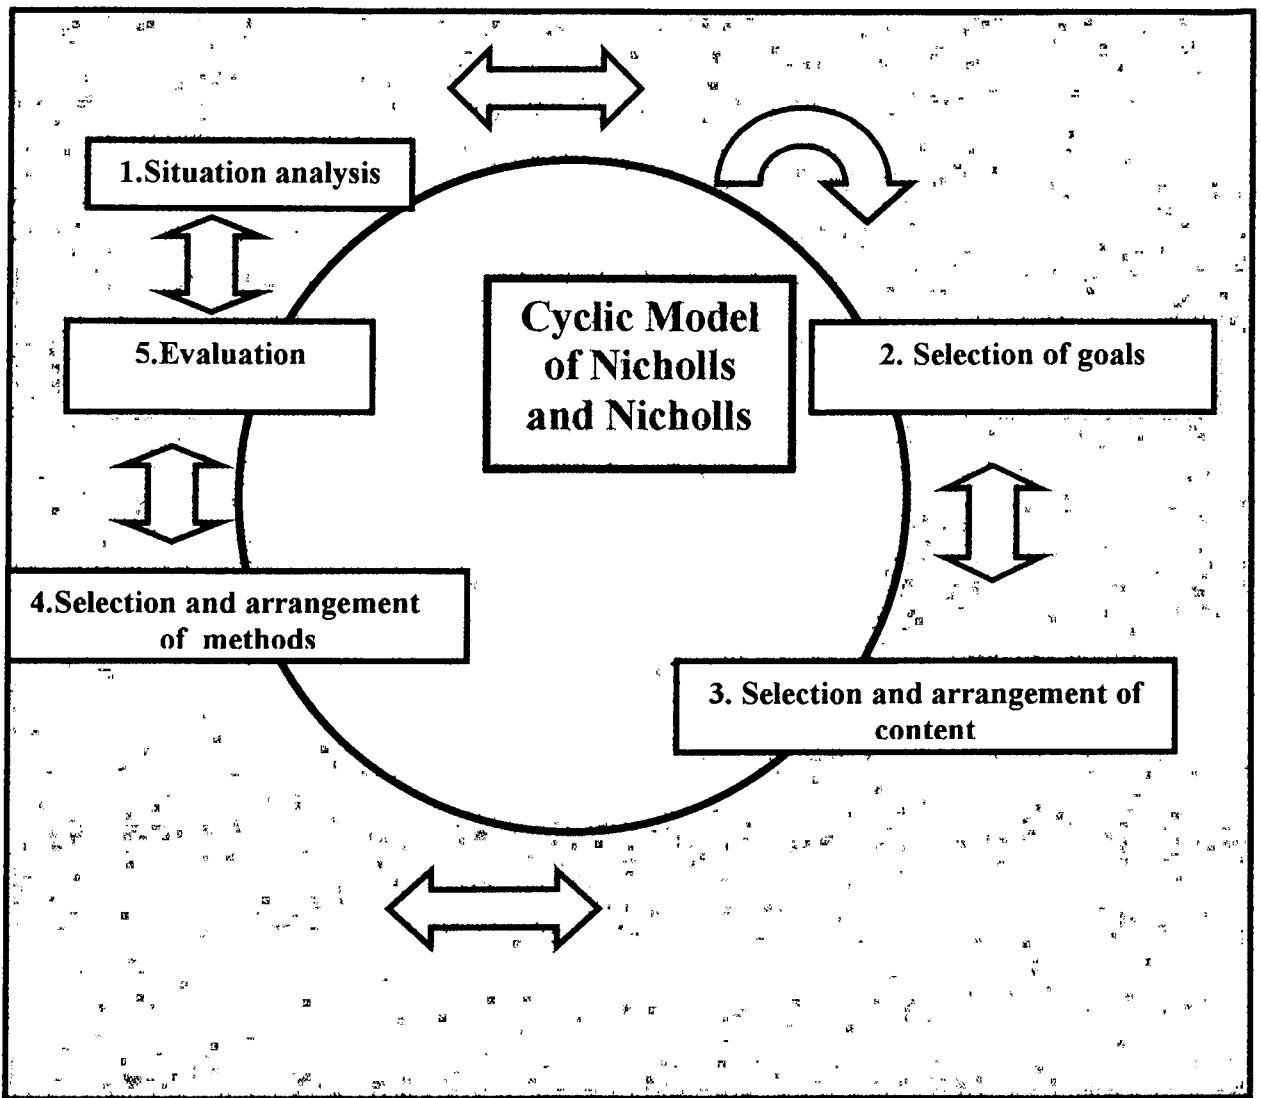 1.Situation analysis
Cyclic Model
of Nicholls
and Nicholls
5.Evaluation
2. Selection of goals
4.Selection and arrangement
of methods
3. Selection and arrangement of
content